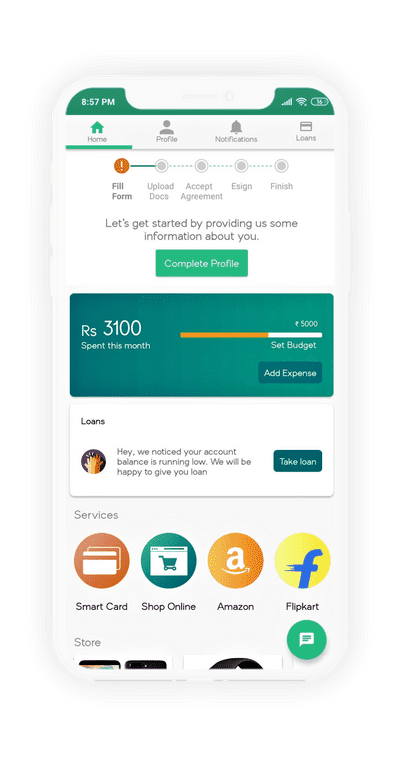 8:57 PM 16
Home Profile Notifications Loans
Fill Upload Accept Esign Finish
Form Docs Agreement
Let's get started by providing us some
information about you.
Complete Profile
₹ 5000
Rs 3100
Spent this month Set Budget
Add Expense
Loans
Hey, we noticed your account
balance is running low. We will be
happy to give you loan
Take loan
Services
Smart Card Shop Online Amazon Flipkart
Store